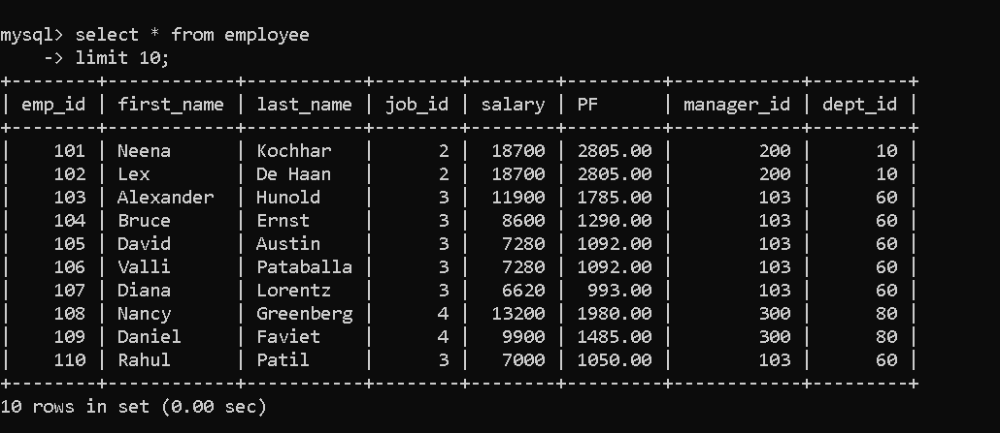 mysql> select * from employee
    -> limit 10;
+--------+------------+-----------+--------+--------+---------+------------+---------+
| emp_id | first_name | last_name | job_id | salary | PF      | manager_id | dept_id |
+--------+------------+-----------+--------+--------+---------+------------+---------+
|    101 | Neena      | Kochhar   |      2 |  18700 | 2805.00 |        200 |      10 |
|    102 | Lex        | De Haan   |      2 |  18700 | 2805.00 |        200 |      10 |
|    103 | Alexander  | Hunold    |      3 |  11900 | 1785.00 |        103 |      60 |
|    104 | Bruce      | Ernst     |      3 |   8600 | 1290.00 |        103 |      60 |
|    105 | David      | Austin    |      3 |   7280 | 1092.00 |        103 |      60 |
|    106 | Valli      | Pataballa |      3 |   7280 | 1092.00 |        103 |      60 |
|    107 | Diana      | Lorentz   |      3 |   6620 |  993.00 |        103 |      60 |
|    108 | Nancy      | Greenberg |      4 |  13200 | 1980.00 |        300 |      80 |
|    109 | Daniel     | Faviet    |      4 |   9900 | 1485.00 |        300 |      80 |
|    110 | Rahul      | Patil     |      3 |   7000 | 1050.00 |        103 |      60 |
+--------+------------+-----------+--------+--------+---------+------------+---------+
10 rows in set (0.00 sec)